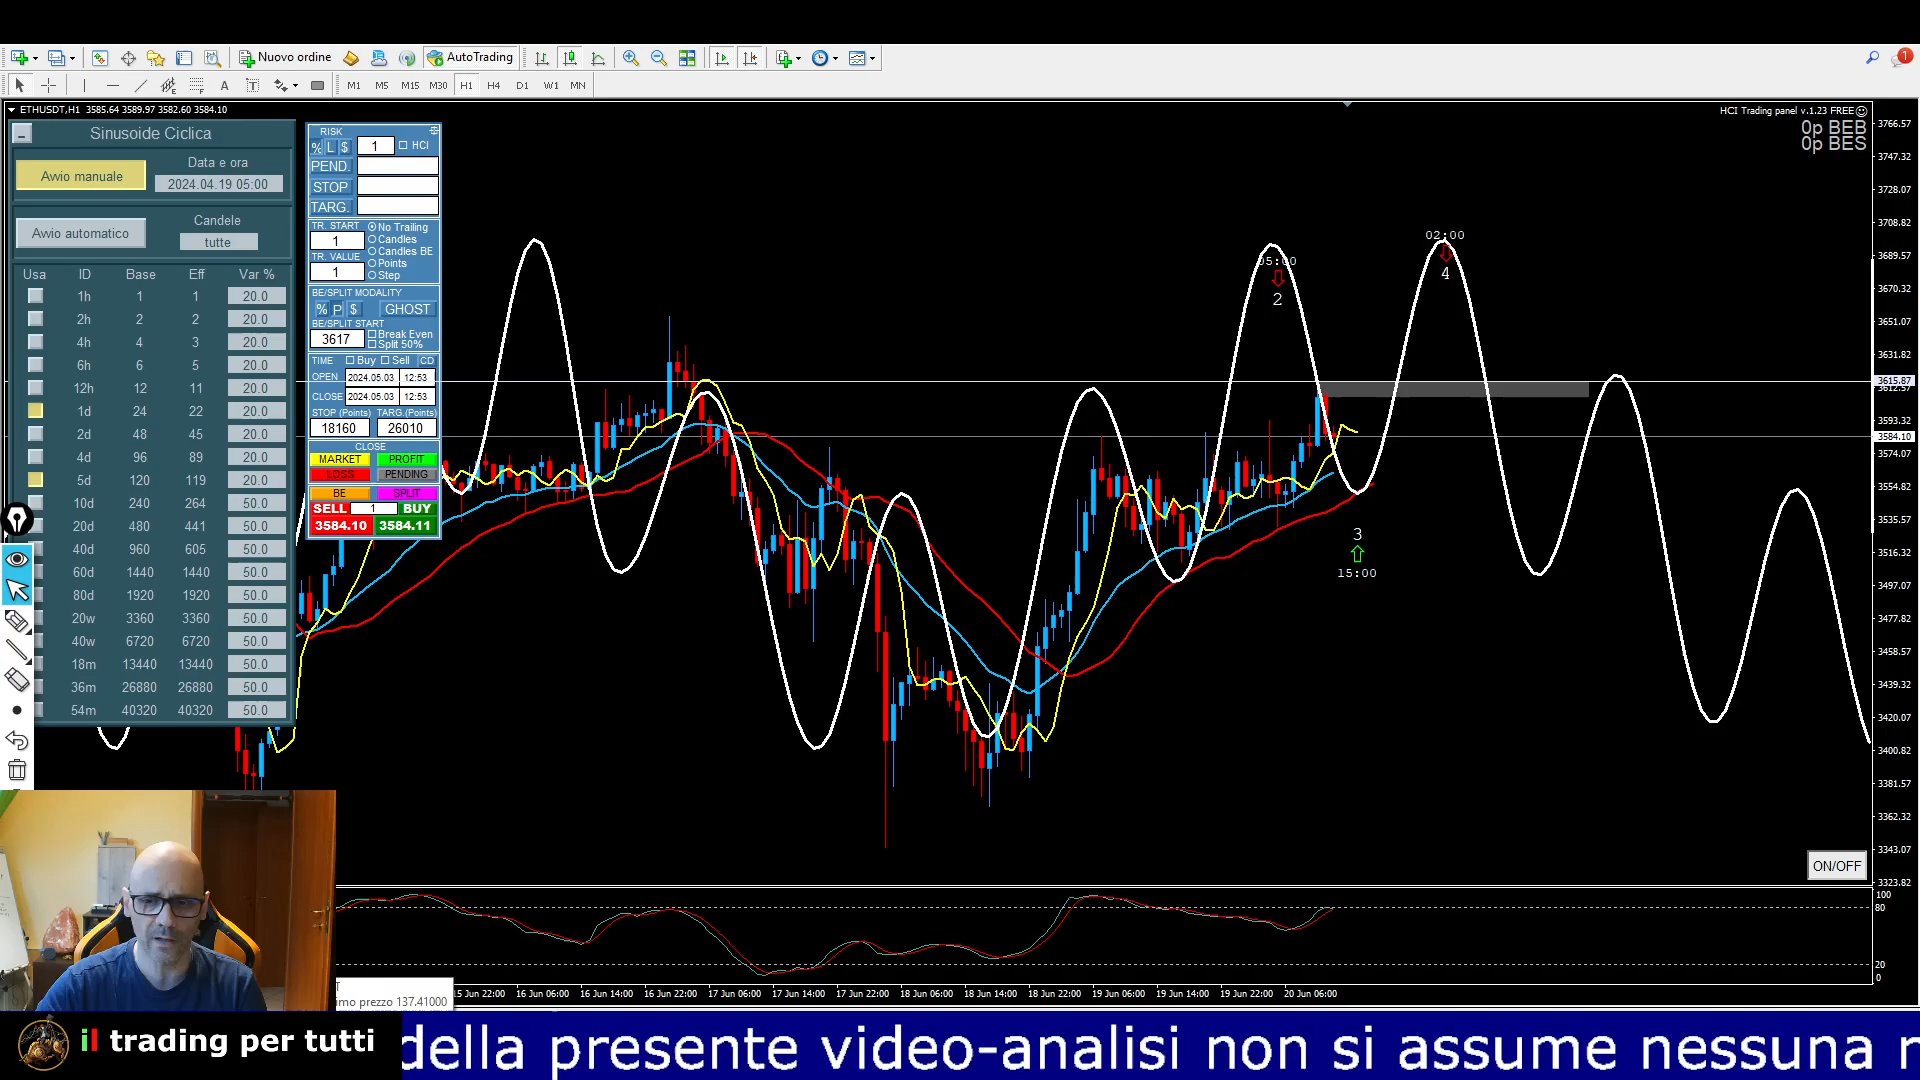 Nuovo ordine
AutoTrading
1
A
T
M1 M5 M15 M30 H1 H4 D1 W1 MN
ETHUSDT,H1 3585.64 3589.97 3582.60 3584.10
HCI Trading panel v.1.23 FREE
0p BEB
0p BES
Sinusoide Ciclica
Avvio manuale
Data e ora
2024.04.19 05:00
Avvio automatico
Candele
tutte
Usa ID Base Eff Var %
1h 1 1 20.0
2h 2 2 20.0
4h 4 3 20.0
6h 6 5 20.0
12h 12 11 20.0
1d 24 22 20.0
2d 48 45 20.0
4d 96 89 20.0
5d 120 119 20.0
10d 240 264 50.0
20d 480 441 50.0
40d 960 605 50.0
60d 1440 1440 50.0
80d 1920 1920 50.0
20w 3360 3360 50.0
40w 6720 6720 50.0
18m 13440 13440 50.0
36m 26880 26880 50.0
54m 40320 40320 50.0
RISK
% L $ 1 HCI
PEND.
STOP
TARG.
TR. START
1
TR. VALUE
1
No Trailing
Candles
Candles BE
Points
Step
BE/SPLIT MODALITY
% P $ GHOST
BE/SPLIT START
3617
Break Even
Split 50%
TIME Buy Sell CD
OPEN 2024.05.03 12:53
CLOSE 2024.05.03 12:53
STOP (Points) TARG.(Points)
18160 26010
CLOSE
MARKET PROFIT
LOSS PENDING
BE SPLIT
SELL 1 BUY
3584.10 3584.11
05:00
2
02:00
4
3
15:00
3766.57
3747.32
3728.07
3708.82
3689.57
3670.32
3651.07
3631.82
3615.87
3612.57
3593.32
3584.10
3574.07
3554.82
3535.57
3516.32
3497.07
3477.82
3458.57
3439.32
3420.07
3400.82
3381.57
3362.32
3343.07
3323.82
ON/OFF
100
80
20
0
T
imo prezzo 137.41000
15 Jun 22:00 16 Jun 06:00 16 Jun 14:00 16 Jun 22:00 17 Jun 06:00 17 Jun 14:00 17 Jun 22:00 18 Jun 06:00 18 Jun 14:00 18 Jun 22:00 19 Jun 06:00 19 Jun 14:00 19 Jun 22:00 20 Jun 06:00
il trading per tutti
della presente video-analisi non si assume nessuna